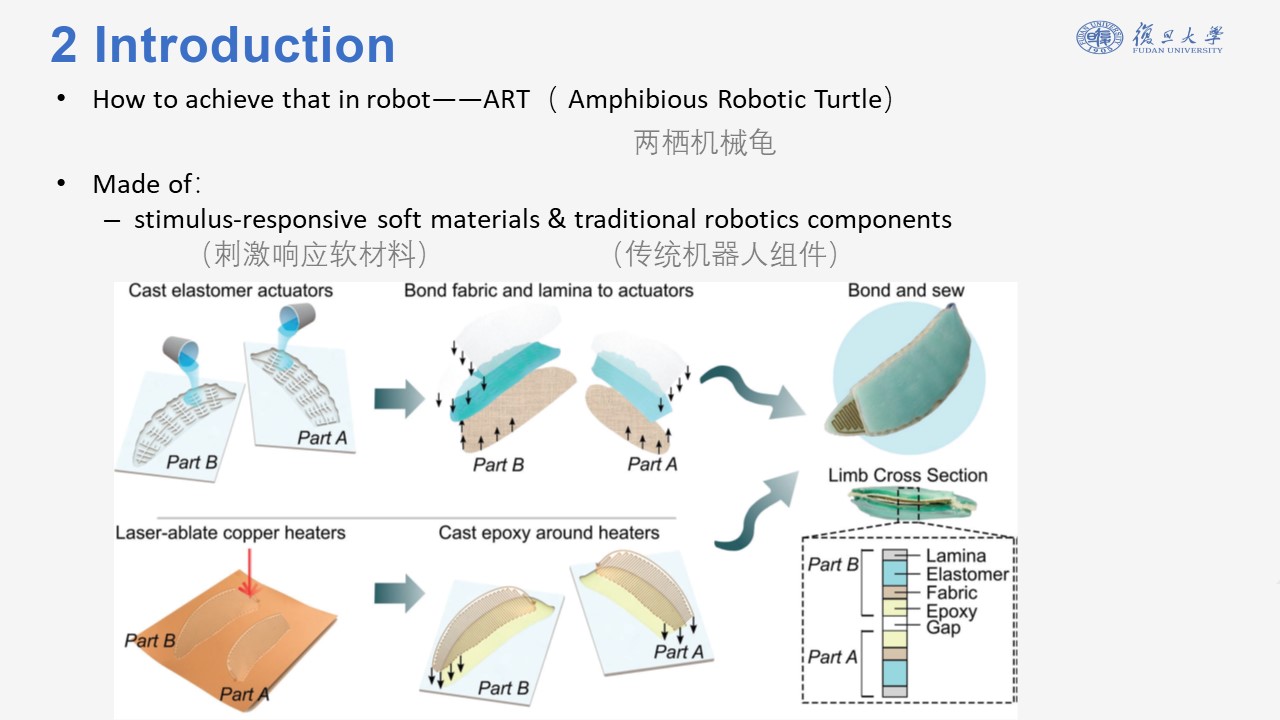 2 Introduction
復旦大學
FUDAN UNIVERSITY
• How to achieve that in robot——ART（ Amphibious Robotic Turtle）
两栖机械龟
• Made of：
– stimulus-responsive soft materials & traditional robotics components
（刺激响应软材料） （传统机器人组件）
Cast elastomer actuators
Part B
Part A
Bond fabric and lamina to actuators
Part B
Part A
Bond and sew
Laser-ablate copper heaters
Part B
Part A
Cast epoxy around heaters
Part B
Part A
Limb Cross Section
Part B
Part A
Lamina
Elastomer
Fabric
Epoxy
Gap